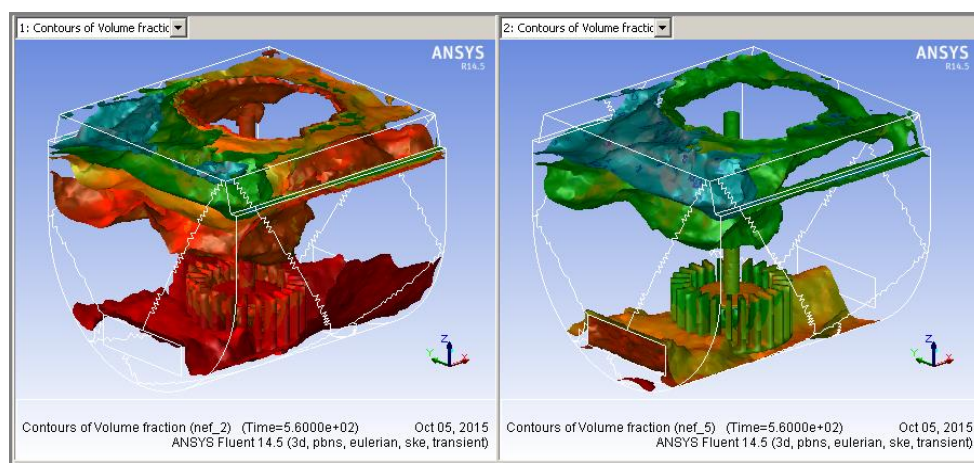 1: Contours of Volume fractic
2: Contours of Volume fractic
ANSYS
R14.5
ANSYS
R14.5
Z
Y
X
Z
Y
X
Contours of Volume fraction (nef_2) (Time=5.6000e+02) Oct 05, 2015
ANSYS Fluent 14.5 (3d, pbns, eulerian, ske, transient)
Contours of Volume fraction (nef_5) (Time=5.6000e+02) Oct 05, 2015
ANSYS Fluent 14.5 (3d, pbns, eulerian, ske, transient)